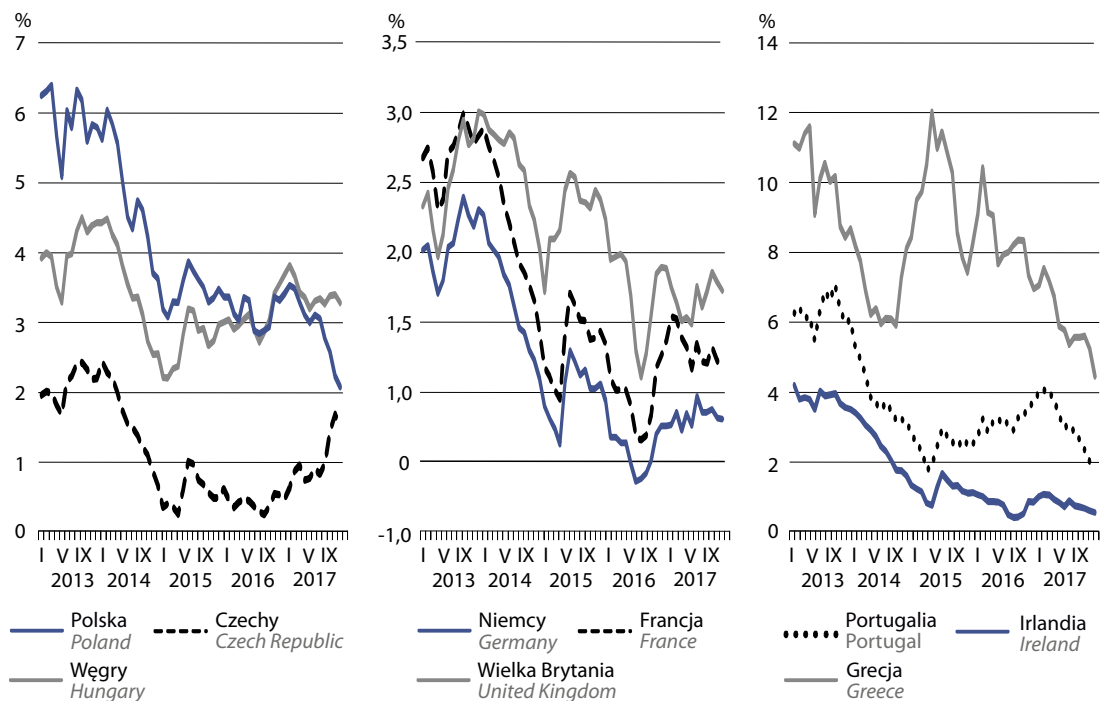 %
7
6
5
4
3
2
1
0
I V IX I V IX I V IX I V IX I V IX
2013 2014 2015 2016 2017
Polska
Poland
Czechy
Czech Republic
Węgry
Hungary
%
3,5
3,0
2,5
2,0
1,5
1,0
0
-1,0
I V IX I V IX I V IX I V IX I V IX
2013 2014 2015 2016 2017
Niemcy
Germany
Francja
France
Wielka Brytania
United Kingdom
%
14
12
10
8
6
4
2
0
I V IX I V IX I V IX I V IX I V IX
2013 2014 2015 2016 2017
Portugalia
Portugal
Irlandia
Ireland
Grecja
Greece